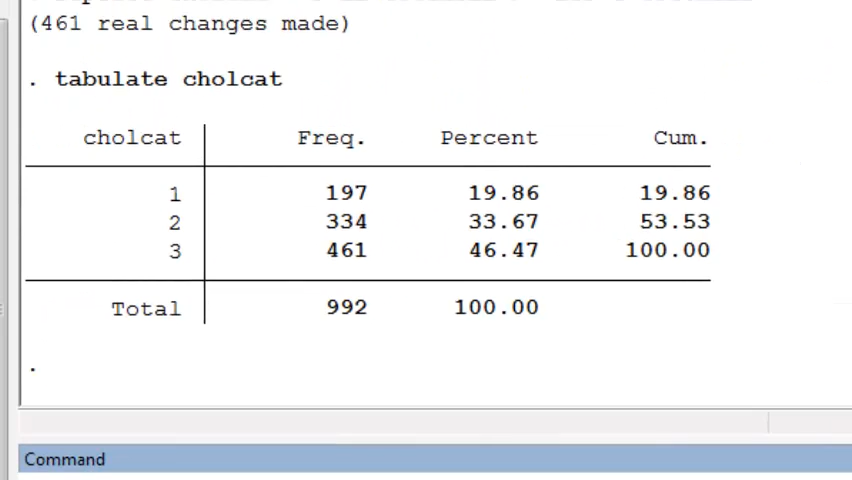 (461 real changes made)
. tabulate cholcat
cholcat Freq. Percent Cum.
1 197 19.86 19.86
2 334 33.67 53.53
3 461 46.47 100.00
Total 992 100.00
.
Command